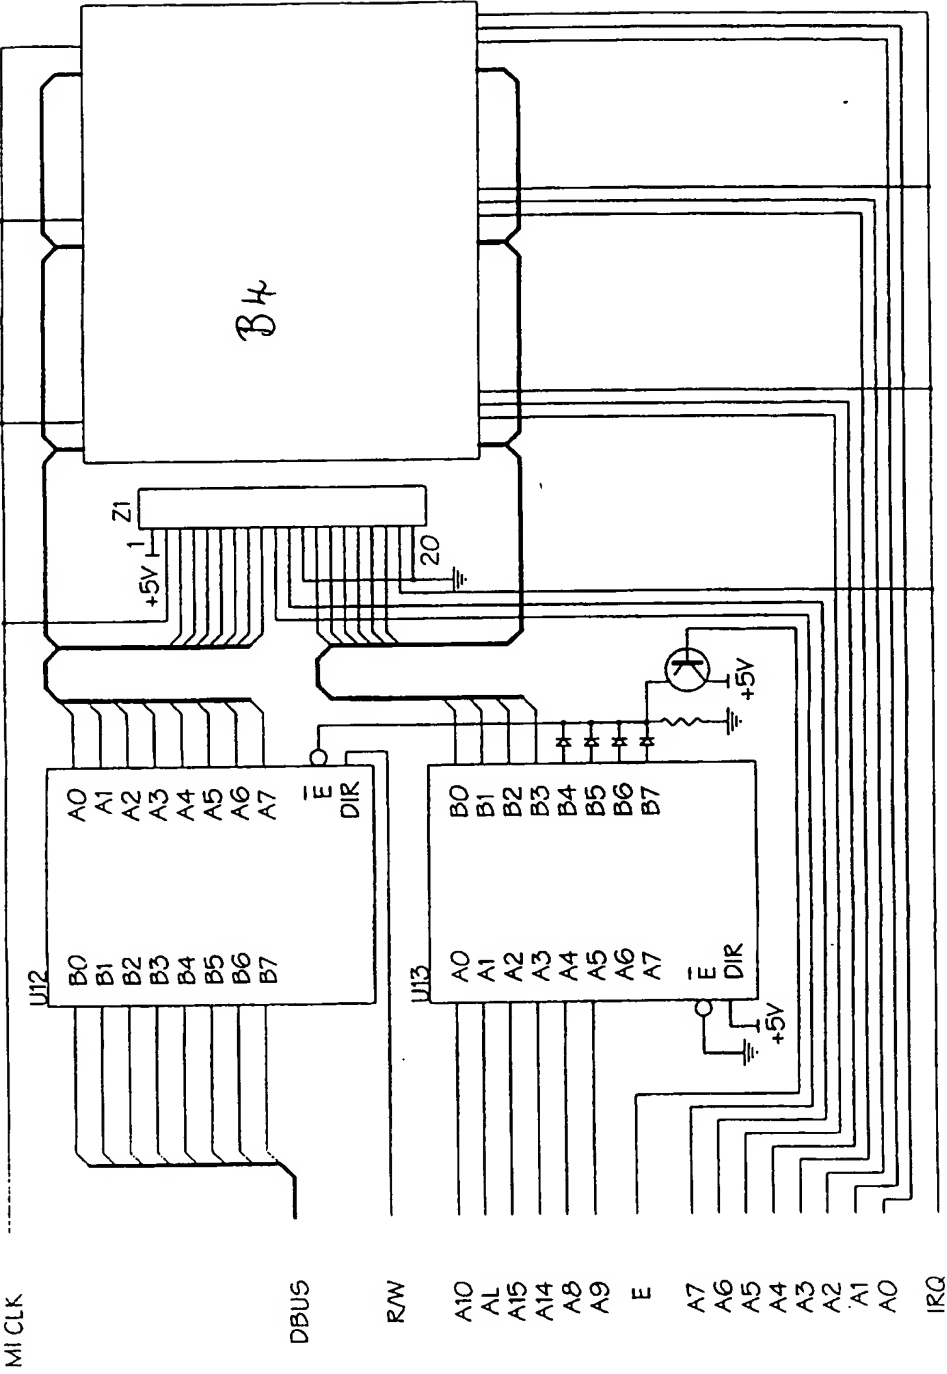 B4
Z1
1
+5V
20
+5V
U12
A0
A1
A2
A3
A4
A5
A6
A7
E
DIR
B0
B1
B2
B3
B4
B5
B6
B7
U13
B0
B1
B2
B3
B4
B5
B6
B7
A0
A1
A2
A3
A4
A5
A6
A7
E
DIR
+5V
MI CLK
DBUS
R/W
A10
AL
A15
A14
A8
A9
E
A7
A6
A5
A4
A3
A2
A1
A0
IRQ